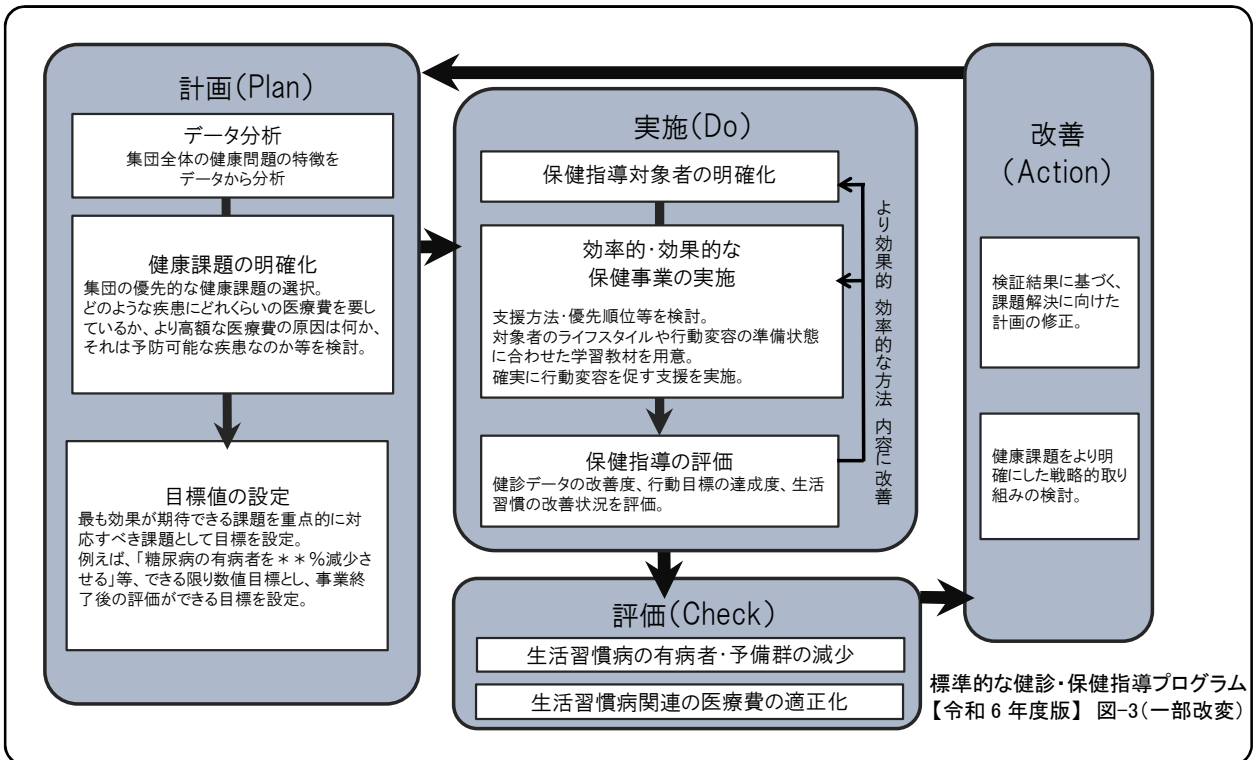 計画(Plan)
データ分析
集団全体の健康問題の特徴を
データから分析
健康課題の明確化
集団の優先的な健康課題の選択。
どのような疾患にどれくらいの医療費を要し
ているか、より高額な医療費の原因は何か、
それは予防可能な疾患なのか等を検討。
目標値の設定
最も効果が期待できる課題を重点的に対
応すべき課題として目標を設定。
例えば、「糖尿病の有病者を**%減少さ
せる」等、できる限り数値目標とし、事業終
了後の評価ができる目標を設定。
実施(Do)
保健指導対象者の明確化
効率的・効果的な
保健事業の実施
支援方法・優先順位等を検討。
対象者のライフスタイルや行動変容の準備状態
に合わせた学習教材を用意。
確実に行動変容を促す支援を実施。
保健指導の評価
健診データの改善度、行動目標の達成度、生活
習慣の改善状況を評価。
より効果的 効率的な方法 内容に改善
評価(Check)
生活習慣病の有病者・予備群の減少
生活習慣病関連の医療費の適正化
改善
(Action)
検証結果に基づく、
課題解決に向けた
計画の修正。
健康課題をより明
確にした戦略的取り
組みの検討。
標準的な健診・保健指導プログラム
【令和6年度版】 図-3(一部改変)